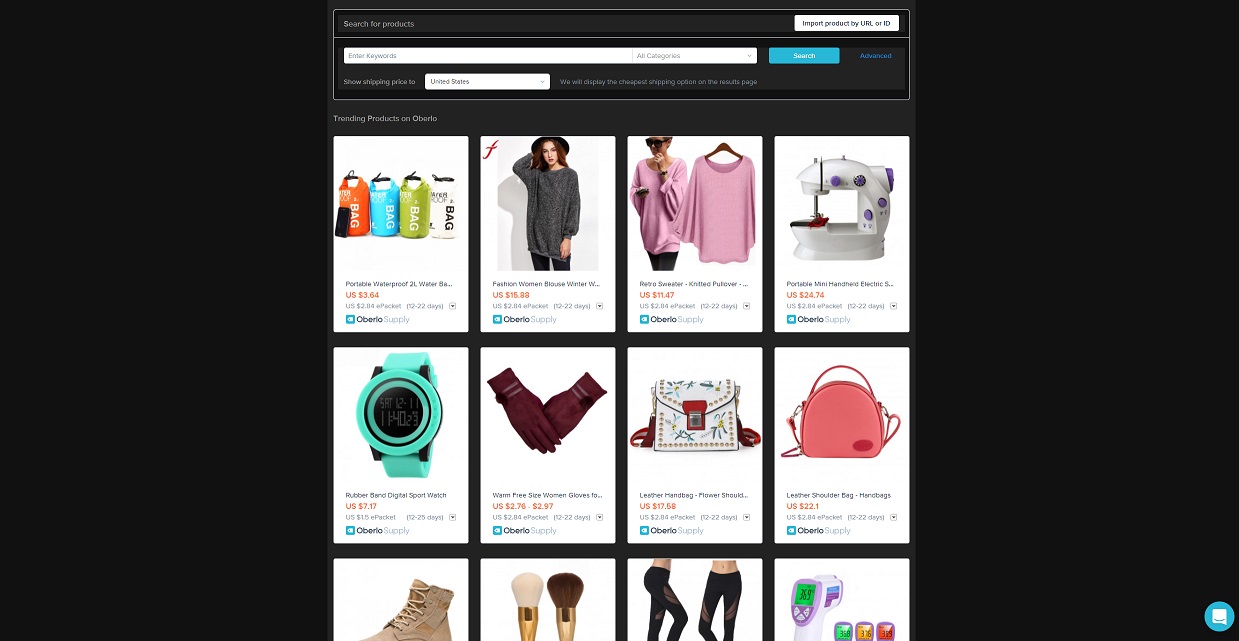 Search for products
Import product by URL or ID
Enter Keywords
All Categories
Search
Advanced
Show shipping price to
United States
We will display the cheapest shipping option on the results page
Trending Products on Oberlo
BAG
BAG
BAG
BAG
Portable Waterproof 2L Water Ba...
US $3.64
US $2.84 ePacket (12-22 days)
Oberlo Supply
Fashion Women Blouse Winter W...
US $15.88
US $2.84 ePacket (12-22 days)
Oberlo Supply
Retro Sweater - Knitted Pullover - ...
US $11.47
US $2.84 ePacket (12-22 days)
Oberlo Supply
Portable Mini Handheld Electric S...
US $24.74
US $2.84 ePacket (12-22 days)
Oberlo Supply
SAT 12-11
11:40 23
Rubber Band Digital Sport Watch
US $7.17
US $1.5 ePacket (12-25 days)
Oberlo Supply
Warm Free Size Women Gloves fo...
US $2.76 - $2.97
US $2.84 ePacket (12-22 days)
Oberlo Supply
Leather Handbag - Flower Should...
US $17.58
US $2.84 ePacket (12-22 days)
Oberlo Supply
Leather Shoulder Bag - Handbags
US $22.1
US $2.84 ePacket (12-22 days)
Oberlo Supply